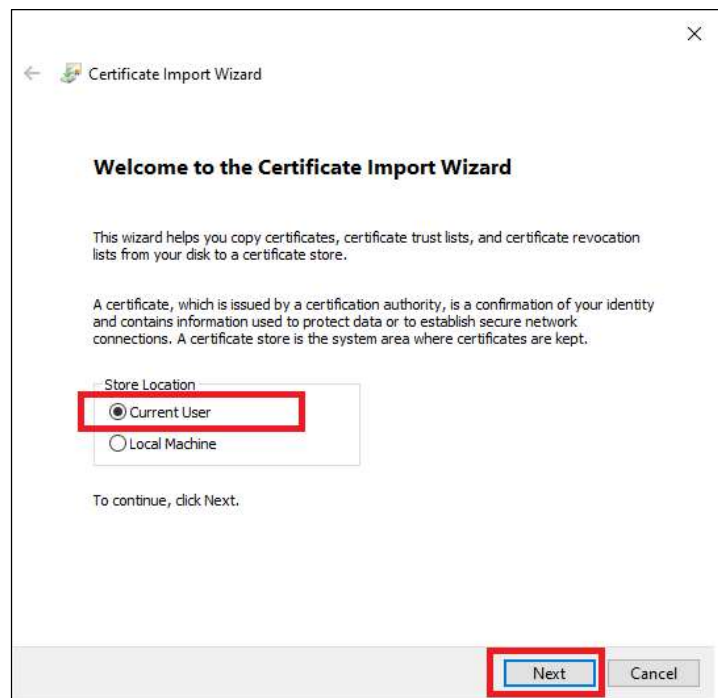 Certificate Import Wizard
Welcome to the Certificate Import Wizard
This wizard helps you copy certificates, certificate trust lists, and certificate revocation
lists from your disk to a certificate store.
A certificate, which is issued by a certification authority, is a confirmation of your identity
and contains information used to protect data or to establish secure network
connections. A certificate store is the system area where certificates are kept.
Store Location
Current User
Local Machine
To continue, click Next.
Next
Cancel